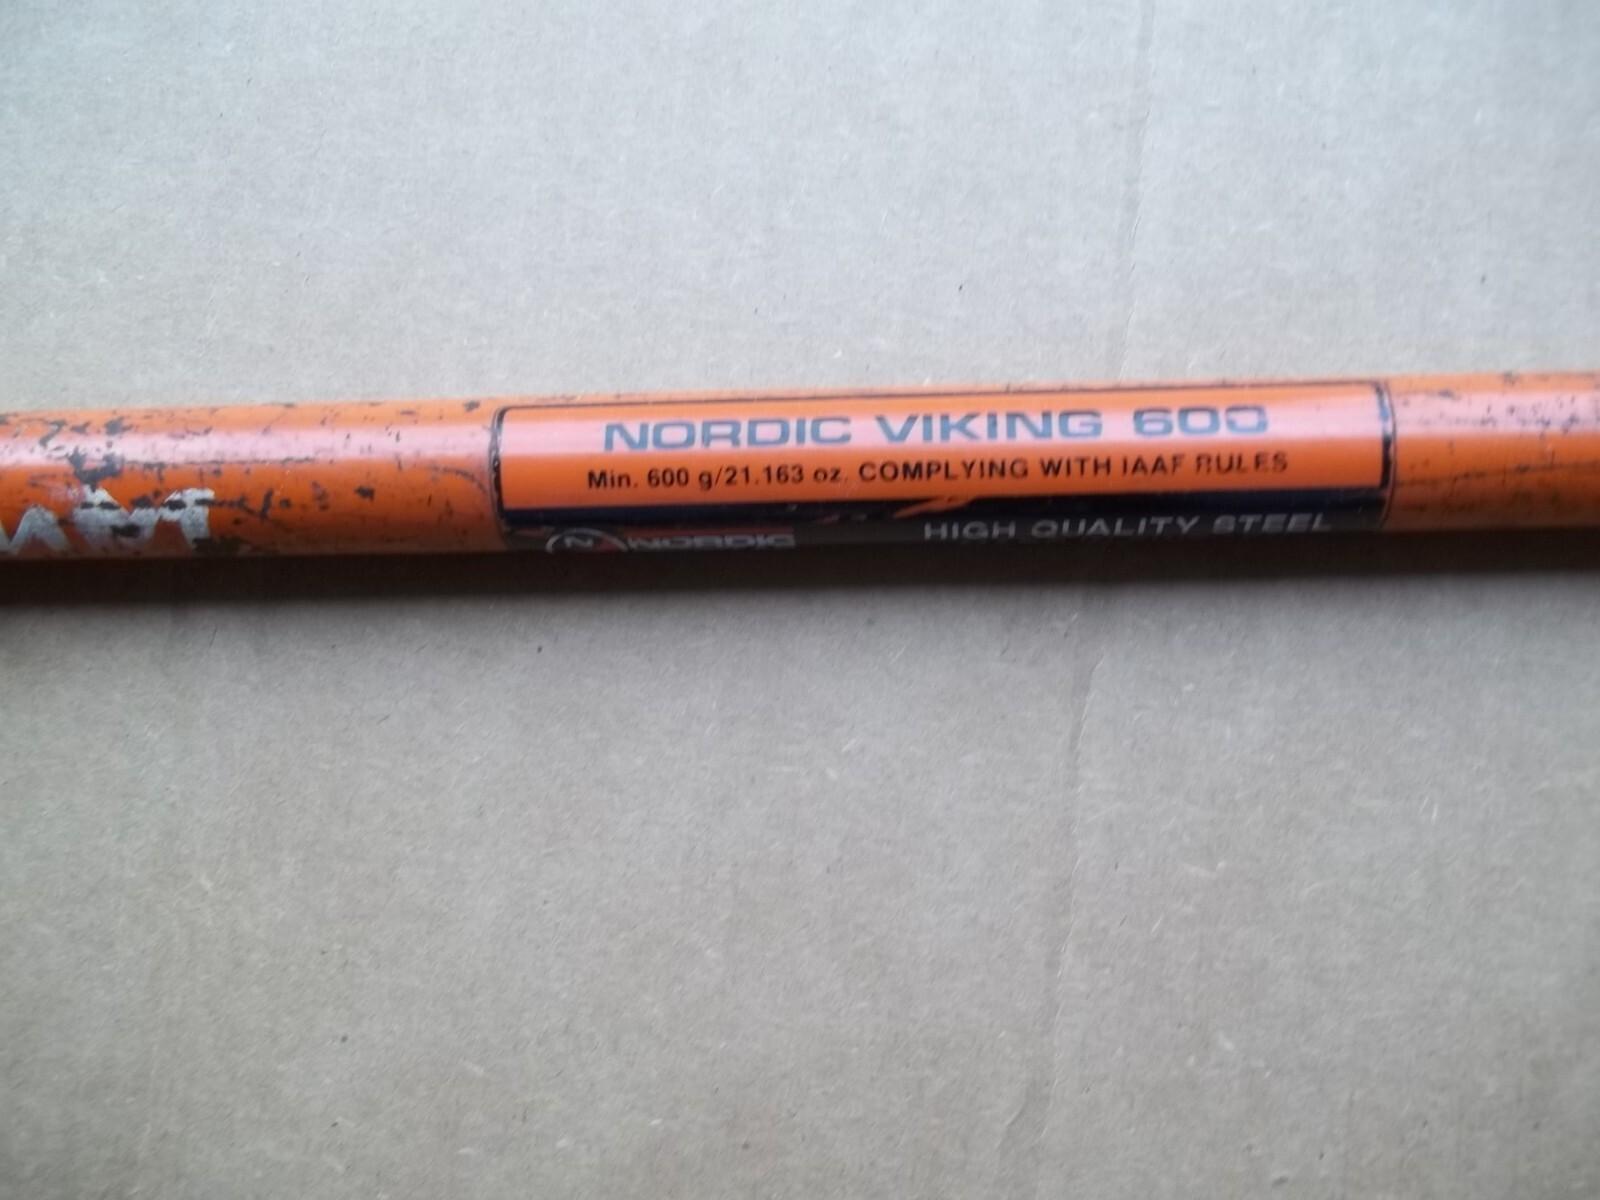 NORDIC VIKING 600
Min. 600 g/21.163 oz. COMPLYING WITH IAAF RULES
N NORDIC HIGH QUALITY STEEL